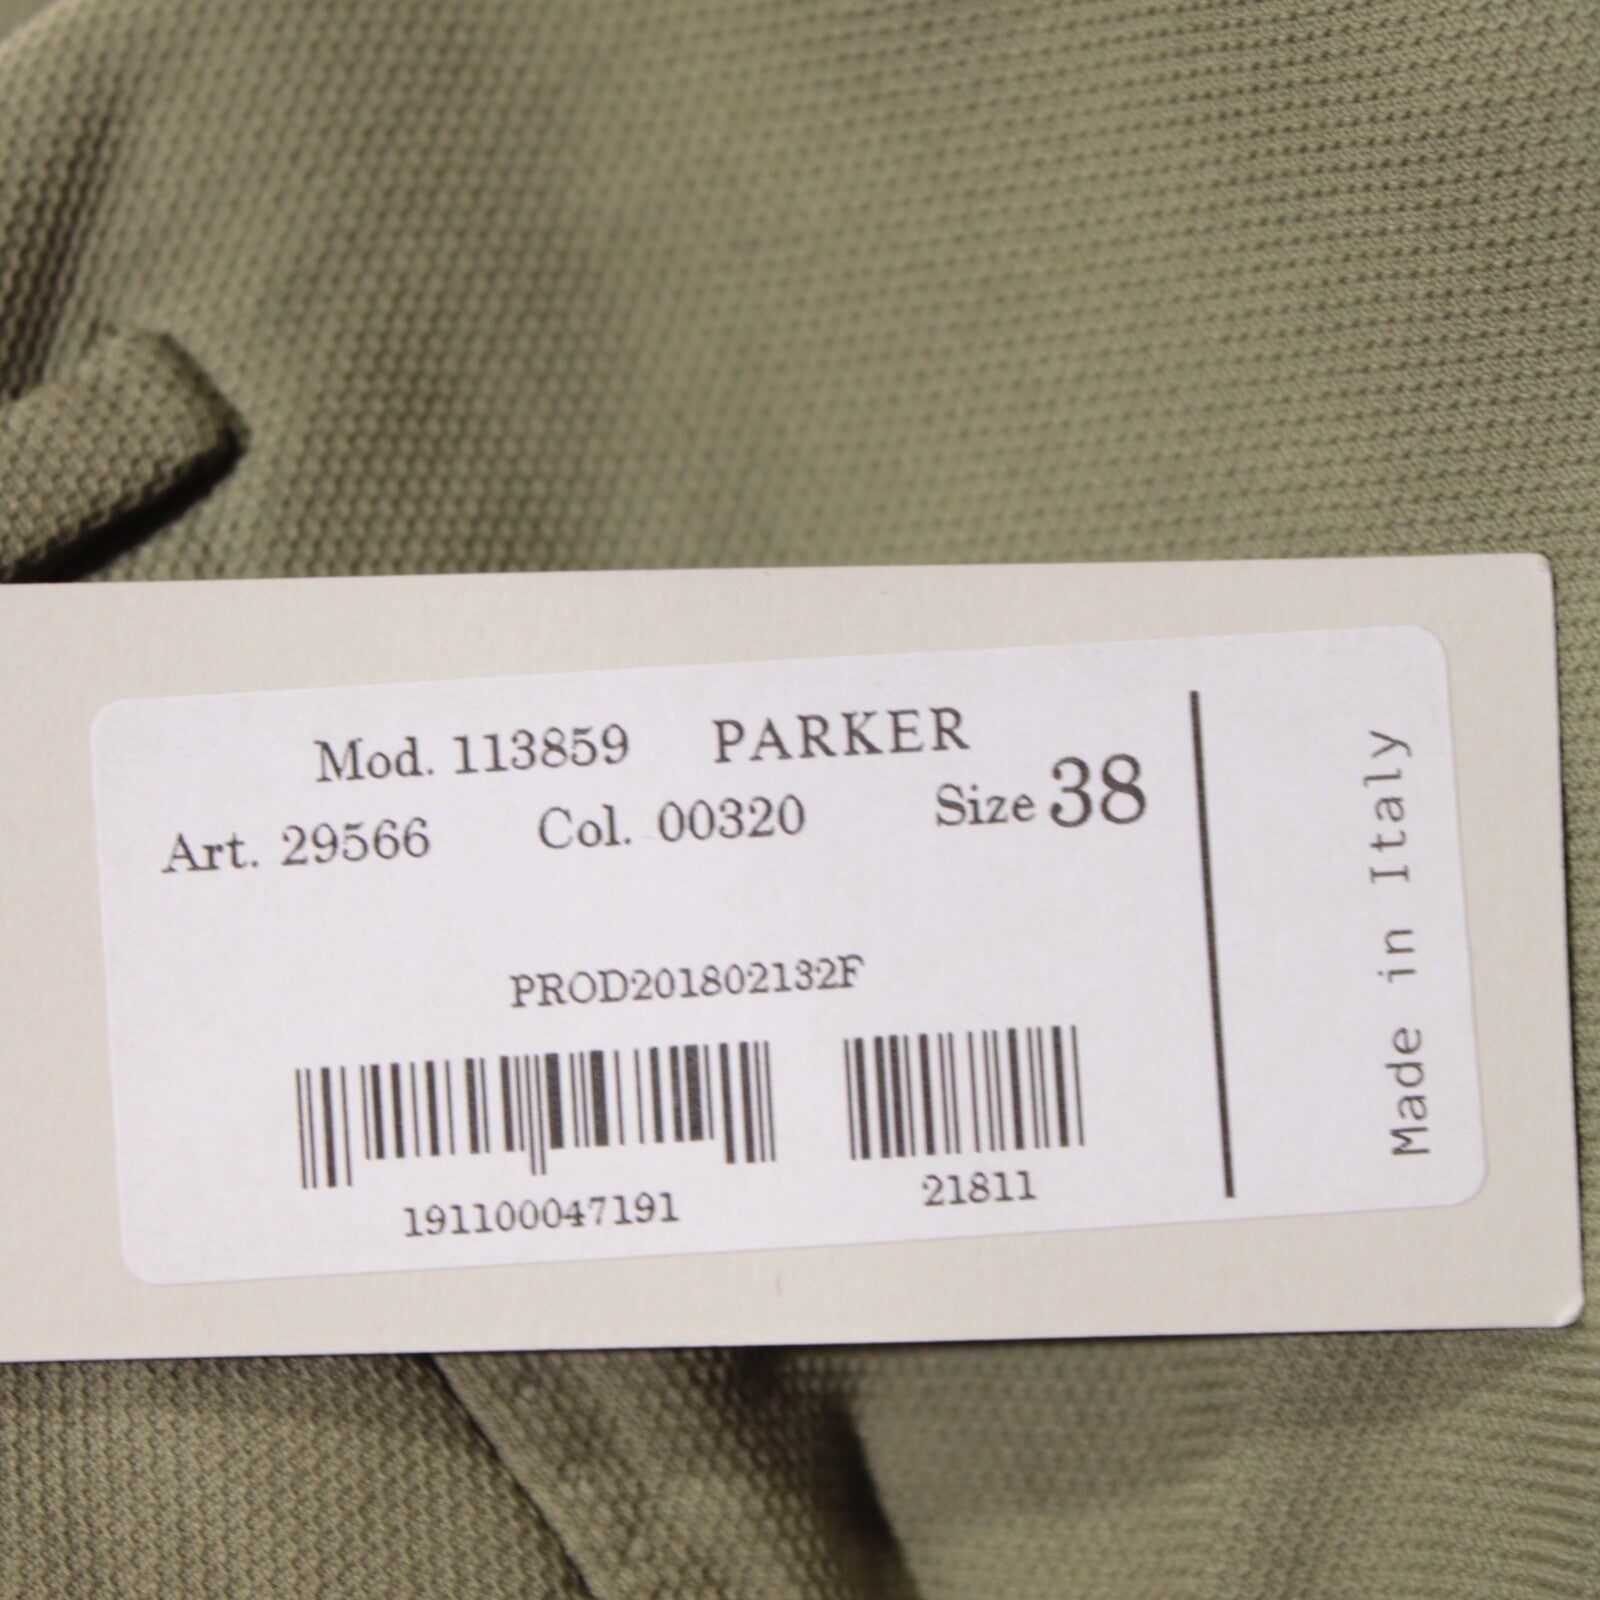 Mod. 113859 PARKER
Art. 29566 Col. 00320 Size 38
PROD201802132F
191100047191 21811
Made in Italy